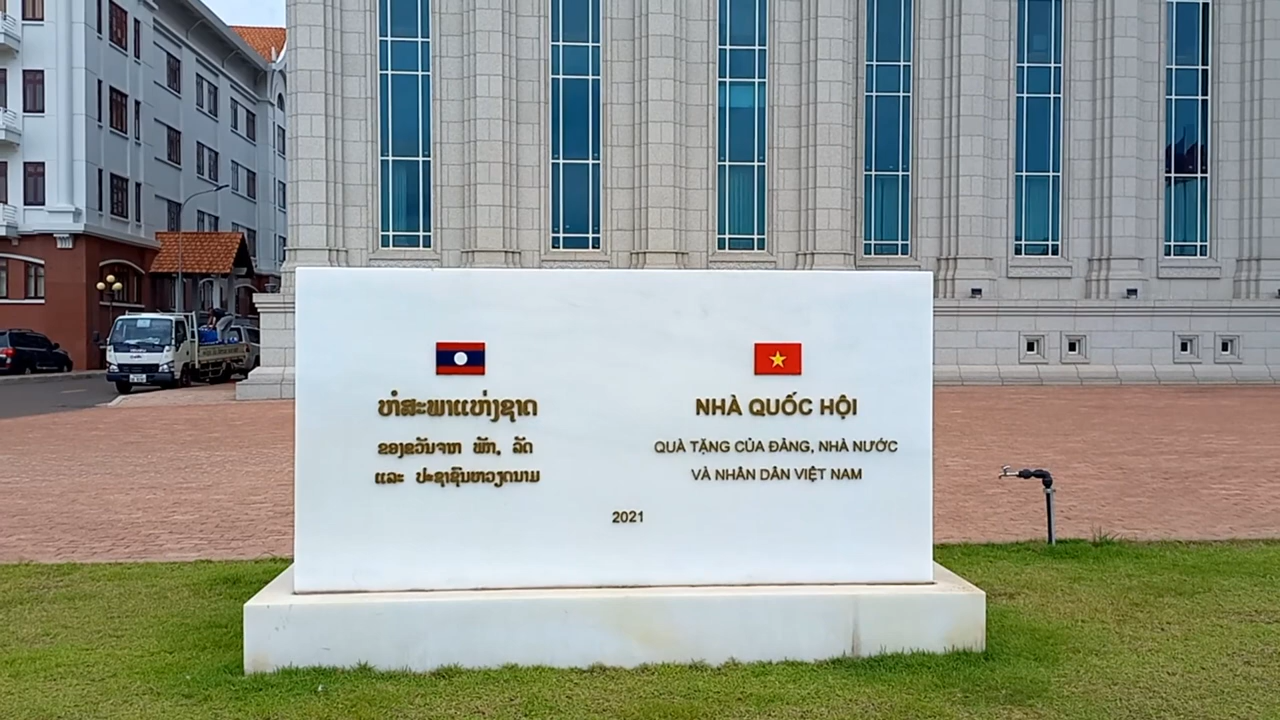 ຫໍສະພາແຫ່ງຊາດ
ຂອງຂວັນຈາກ ພັກ, ລັດ
ແລະ ປະຊາຊົນຫວຽດນາມ
NHÀ QUỐC HỘI
QUÀ TẶNG CỦA ĐẢNG, NHÀ NƯỚC
VÀ NHÂN DÂN VIỆT NAM
2021